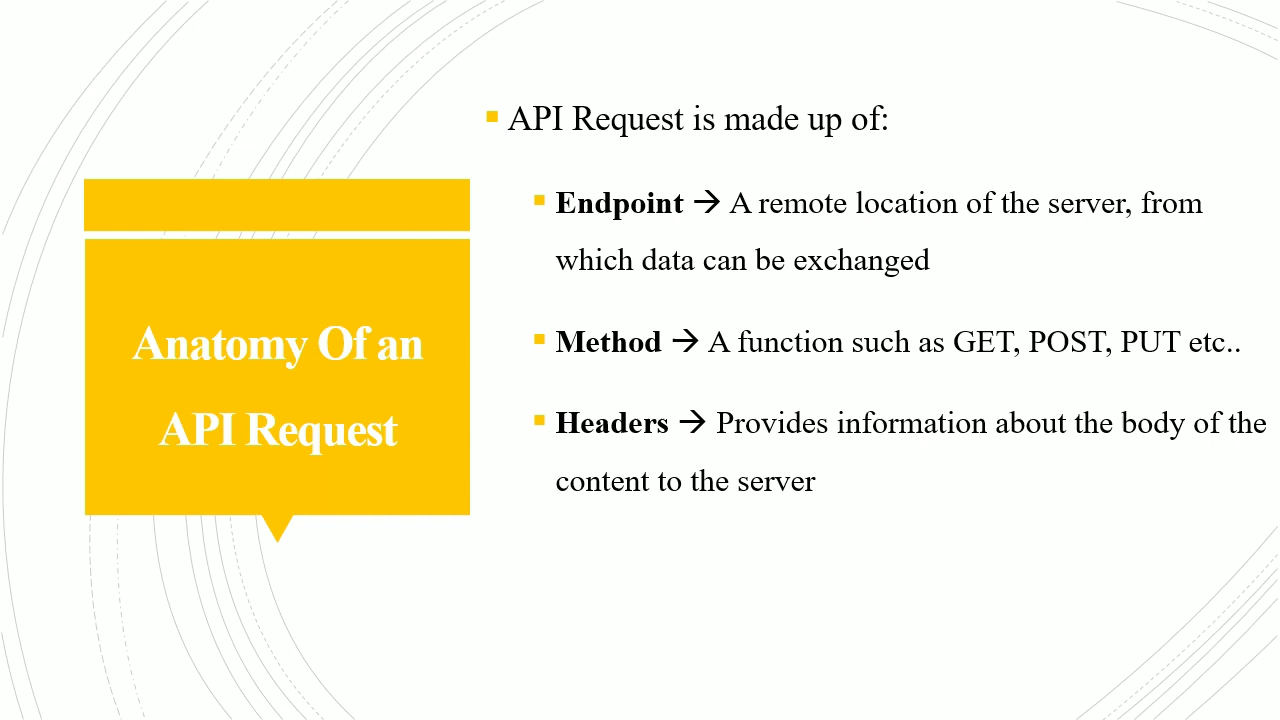 Anatomy Of an
API Request
API Request is made up of:
Endpoint → A remote location of the server, from
which data can be exchanged
Method → A function such as GET, POST, PUT etc..
Headers → Provides information about the body of the
content to the server